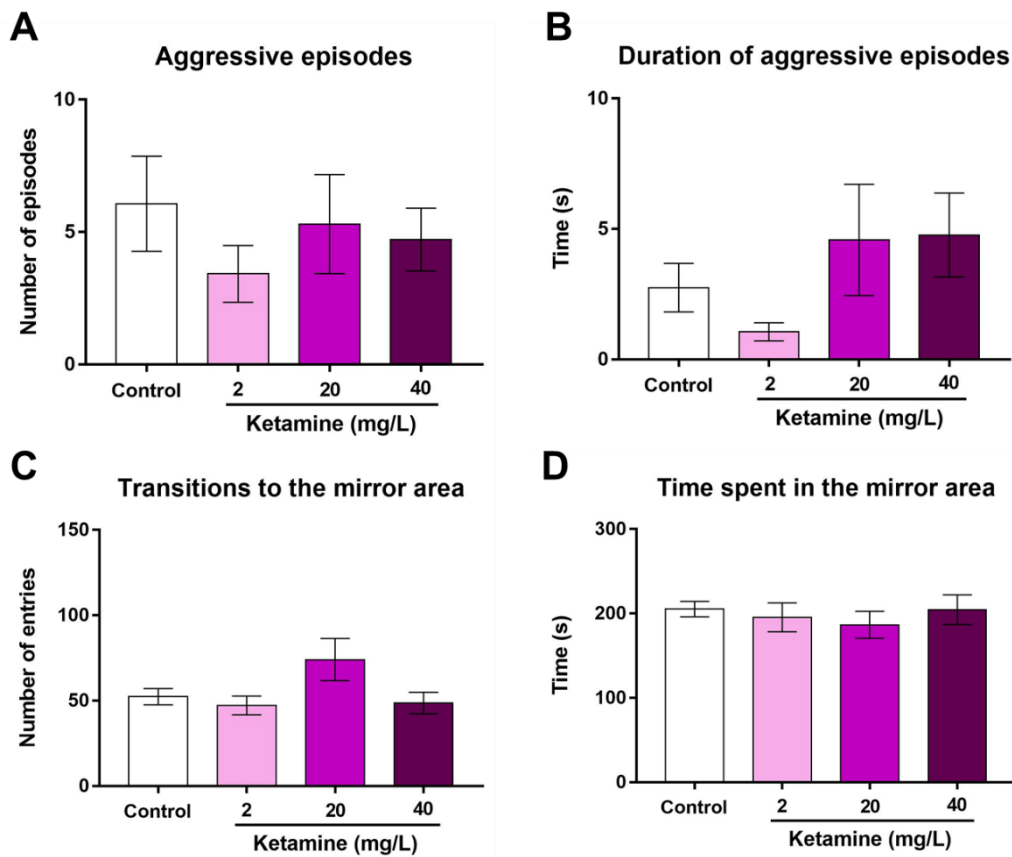 A
Aggressive episodes
Number of episodes
10
5
0
Control
2
20
40
Ketamine (mg/L)
B
Duration of aggressive episodes
Time (s)
10
5
0
Control
2
20
40
Ketamine (mg/L)
C
Transitions to the mirror area
Number of entries
150
100
50
0
Control
2
20
40
Ketamine (mg/L)
D
Time spent in the mirror area
Time (s)
300
200
100
0
Control
2
20
40
Ketamine (mg/L)